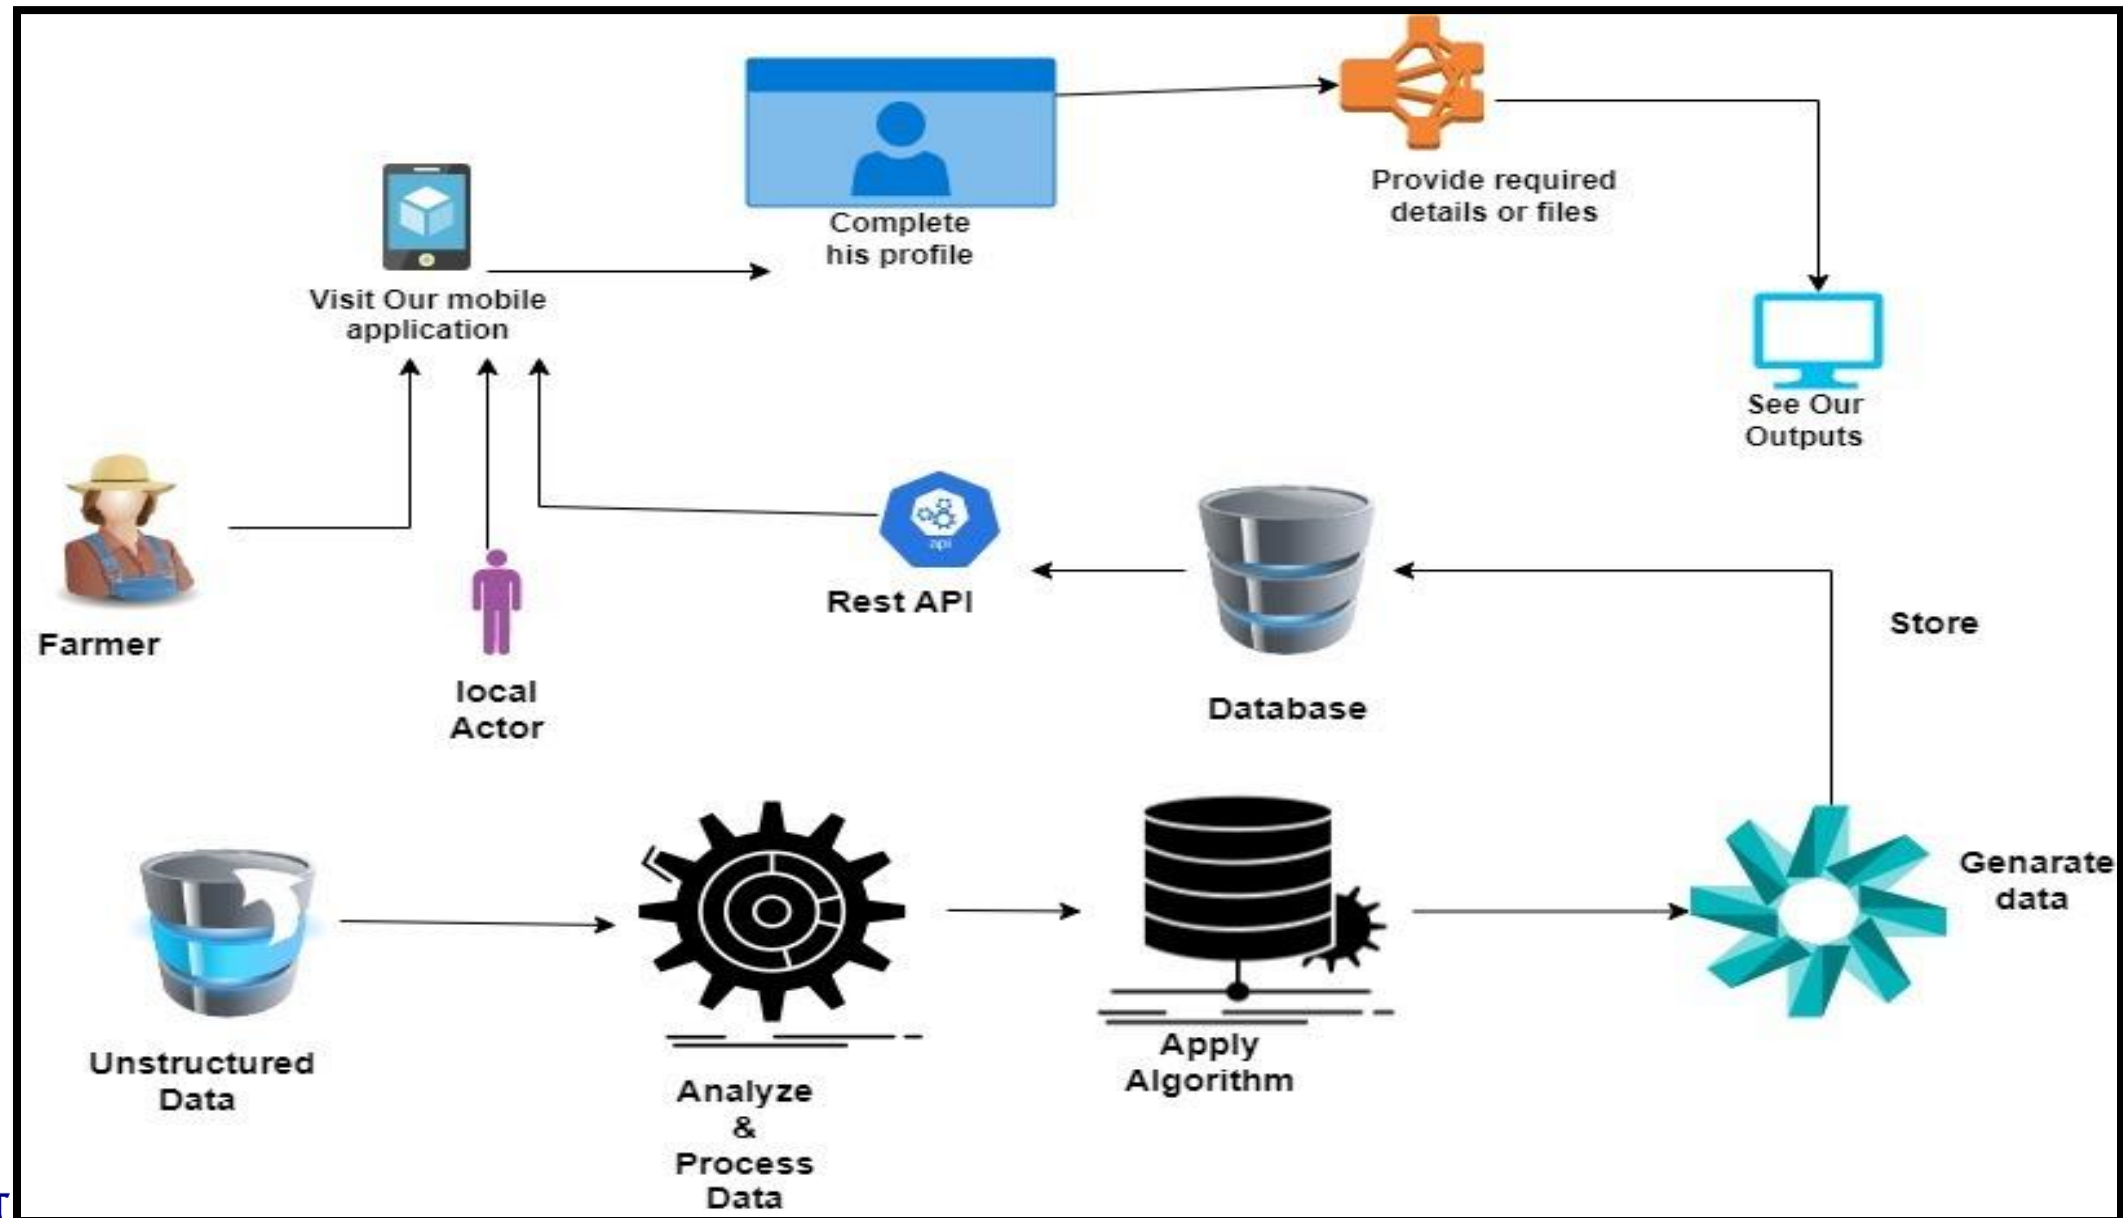 Complete
his profile
Provide required
details or files
Visit Our mobile
application
See Our
Outputs
api
Rest API
Farmer
local
Actor
Database
Store
Genarate
data
Unstructured
Data
Analyze
&
Process
Data
Apply
Algorithm